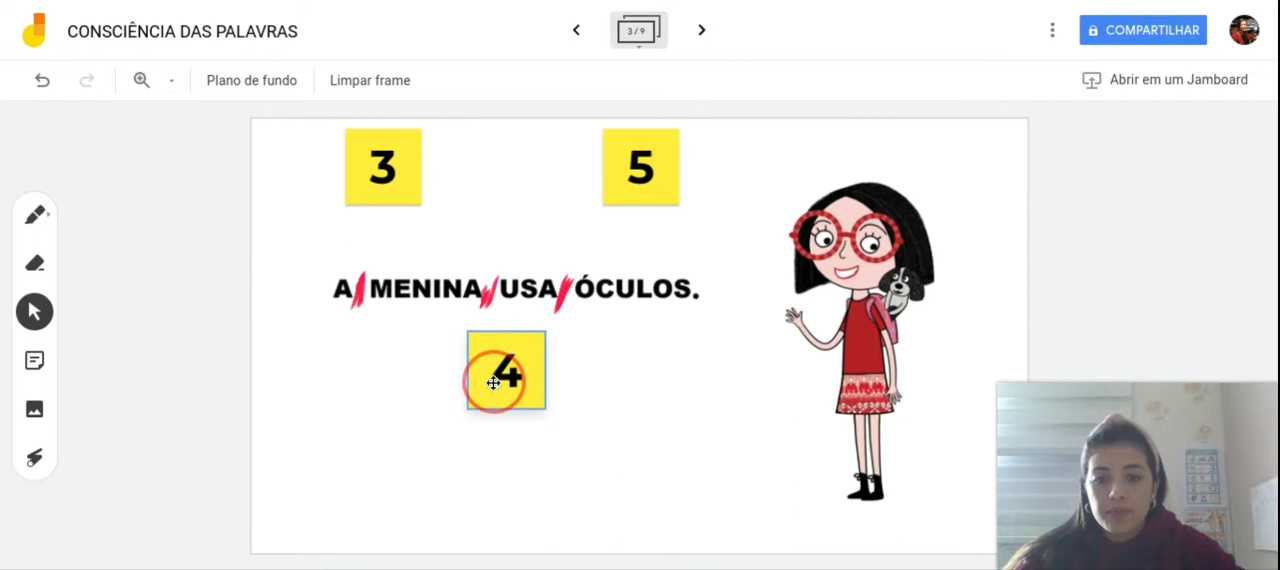 CONSCIÊNCIA DAS PALAVRAS
3 / 9
COMPARTILHAR
Plano de fundo
Limpar frame
Abrir em um Jamboard
3
5
A MENINA USA ÓCULOS.
4